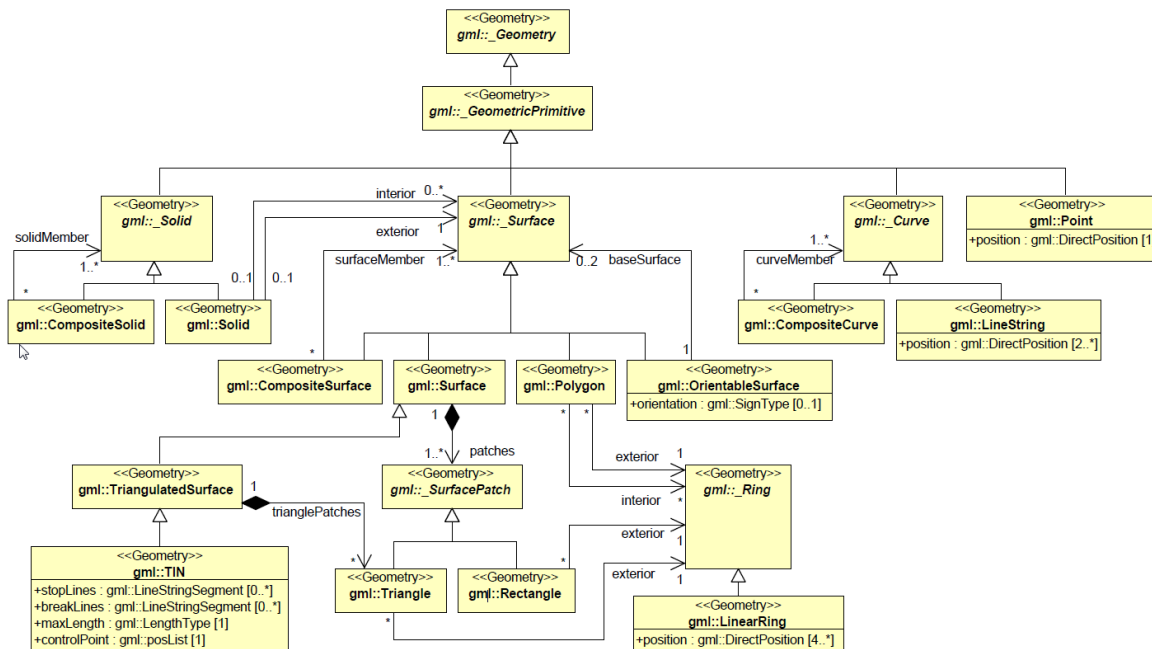 <<Geometry>>
gml::_Geometry
<<Geometry>>
gml::_GeometricPrimitive
<<Geometry>>
gml::_Solid
interior
0..*
<<Geometry>>
gml::_Surface
exterior
1
<<Geometry>>
gml::_Curve
<<Geometry>>
gml::Point
+position : gml::DirectPosition [1
solidMember
1..*
*
0..1
0..1
surfaceMember
1..*
0..2
baseSurface
1..*
curveMember
*
<<Geometry>>
gml::CompositeSolid
<<Geometry>>
gml::Solid
<<Geometry>>
gml::CompositeCurve
<<Geometry>>
gml::LineString
+position : gml::DirectPosition [2..*]
*
1
<<Geometry>>
gml::CompositeSurface
<<Geometry>>
gml::Surface
<<Geometry>>
gml::Polygon
<<Geometry>>
gml::OrientableSurface
+orientation : gml::SignType [0..1]
1
*
*
1..*
patches
exterior
1
interior
*
<<Geometry>>
gml::TriangulatedSurface
1
trianglePatches
*
<<Geometry>>
gml::_SurfacePatch
<<Geometry>>
gml::_Ring
exterior
1
*
exterior
1
<<Geometry>>
gml::TIN
+stopLines : gml::LineStringSegment [0..*]
+breakLines : gml::LineStringSegment [0..*]
+maxLength : gml::LengthType [1]
+controlPoint : gml::posList [1]
<<Geometry>>
gml::Triangle
*
<<Geometry>>
gml::Rectangle
<<Geometry>>
gml::LinearRing
+position : gml::DirectPosition [4..*]